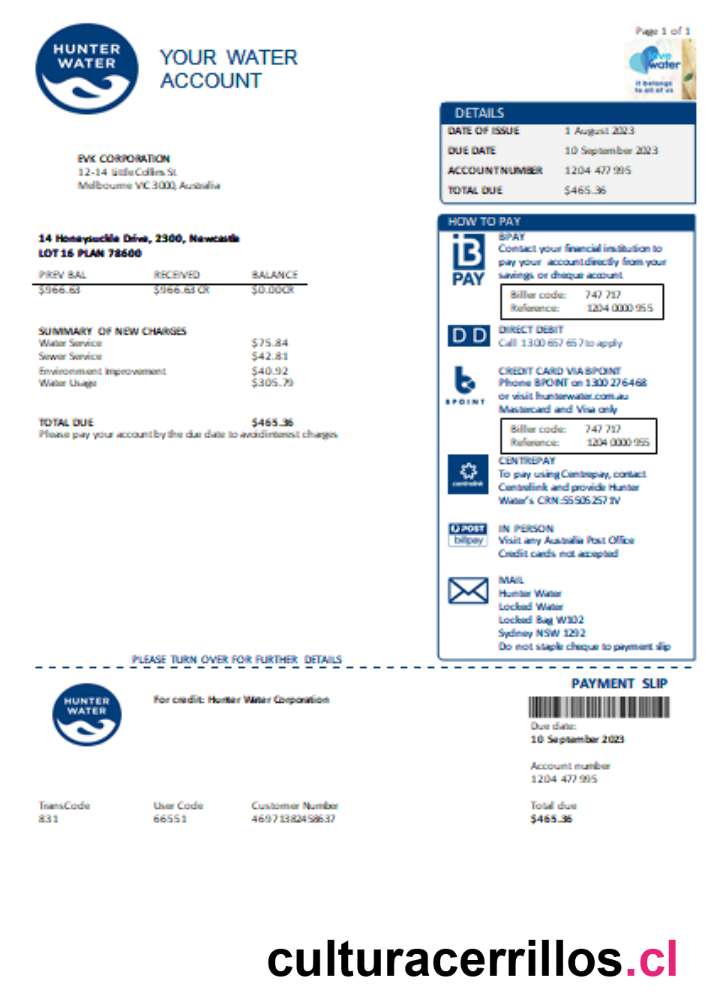 Page 1 of 1
HUNTER
WATER
YOUR WATER
ACCOUNT
love
water
it belongs
to all of us
DETAILS
DATE OF ISSUE 1 August 2023
DUE DATE 10 September 2023
ACCOUNT NUMBER 1204 477 995
TOTAL DUE $465.36
EVK CORPORATION
12-14 Little Collins St
Melbourne VIC 3000, Australia
14 Honeysuckle Drive, 2300, Newcastle
LOT 16 PLAN 78600
PREV BAL RECEIVED BALANCE
$966.63 $966.63 CR $0.00CR
SUMMARY OF NEW CHARGES
Water Service $75.84
Sewer Service $42.81
Environment Improvement $40.92
Water Usage $305.79
TOTAL DUE $465.36
Please pay your account by the due date to avoid interest charges
HOW TO PAY
B
PAY
BPAY
Contact your financial institution to
pay your account directly from your
savings or cheque account
Biller code: 747 717
Reference: 1204 0000 955
DD
DIRECT DEBIT
Call 1300 657 657 to apply
b
BPOINT
CREDIT CARD VIA BPOINT
Phone BPOINT on 1300 276468
or visit hunterwater.com.au
Mastercard and Visa only
Biller code: 747 717
Reference: 1204 0000 955
centrelink
CENTREPAY
To pay using Centrepay, contact
Centrelink and provide Hunter
Water's CRN:555052571V
POST
billpay
IN PERSON
Visit any Australia Post Office
Credit cards not accepted
MAIL
Hunter Water
Locked Water
Locked Bag W102
Sydney NSW 1292
Do not staple cheque to payment slip
PLEASE TURN OVER FOR FURTHER DETAILS
HUNTER
WATER
For credit: Hunter Water Corporation
PAYMENT SLIP
Due date:
10 September 2023
Account number
1204 477 995
TransCode User Code Customer Number
831 66551 46971382458637
Total due
$465.36
culturacerrillos.cl